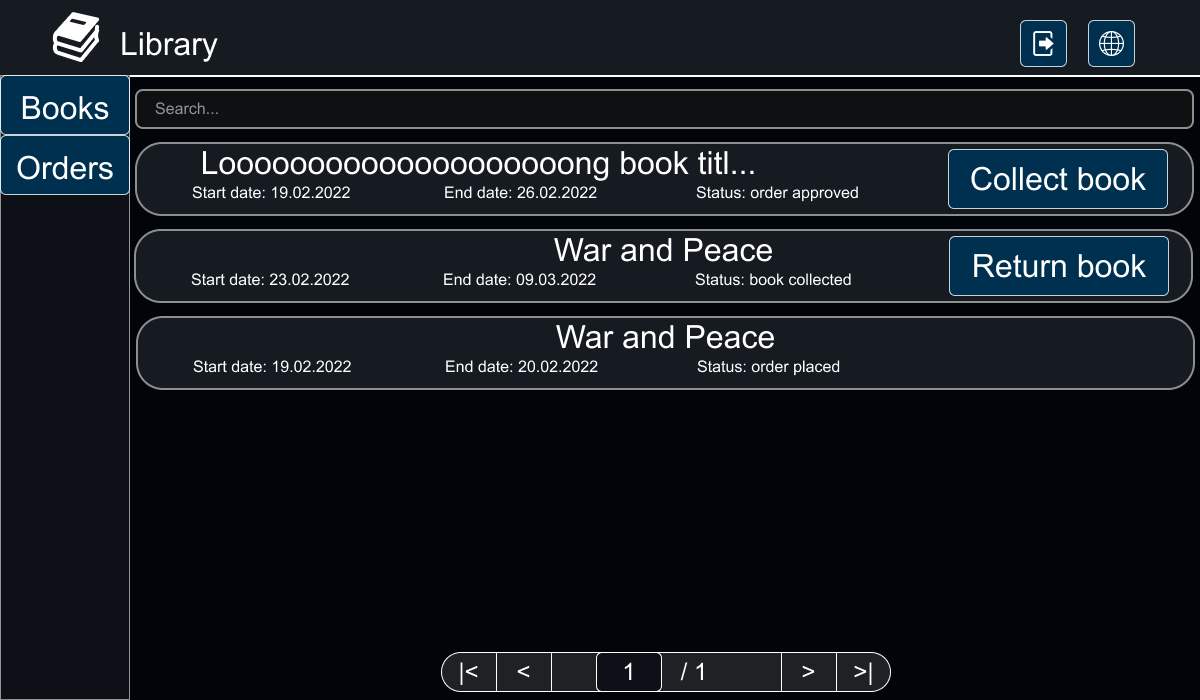 Library
Books
Orders
Search...
Looooooooooooooooooong book titl...
Start date: 19.02.2022 End date: 26.02.2022 Status: order approved
Collect book
War and Peace
Start date: 23.02.2022 End date: 09.03.2022 Status: book collected
Return book
War and Peace
Start date: 19.02.2022 End date: 20.02.2022 Status: order placed
|< < 1 / 1 > >|